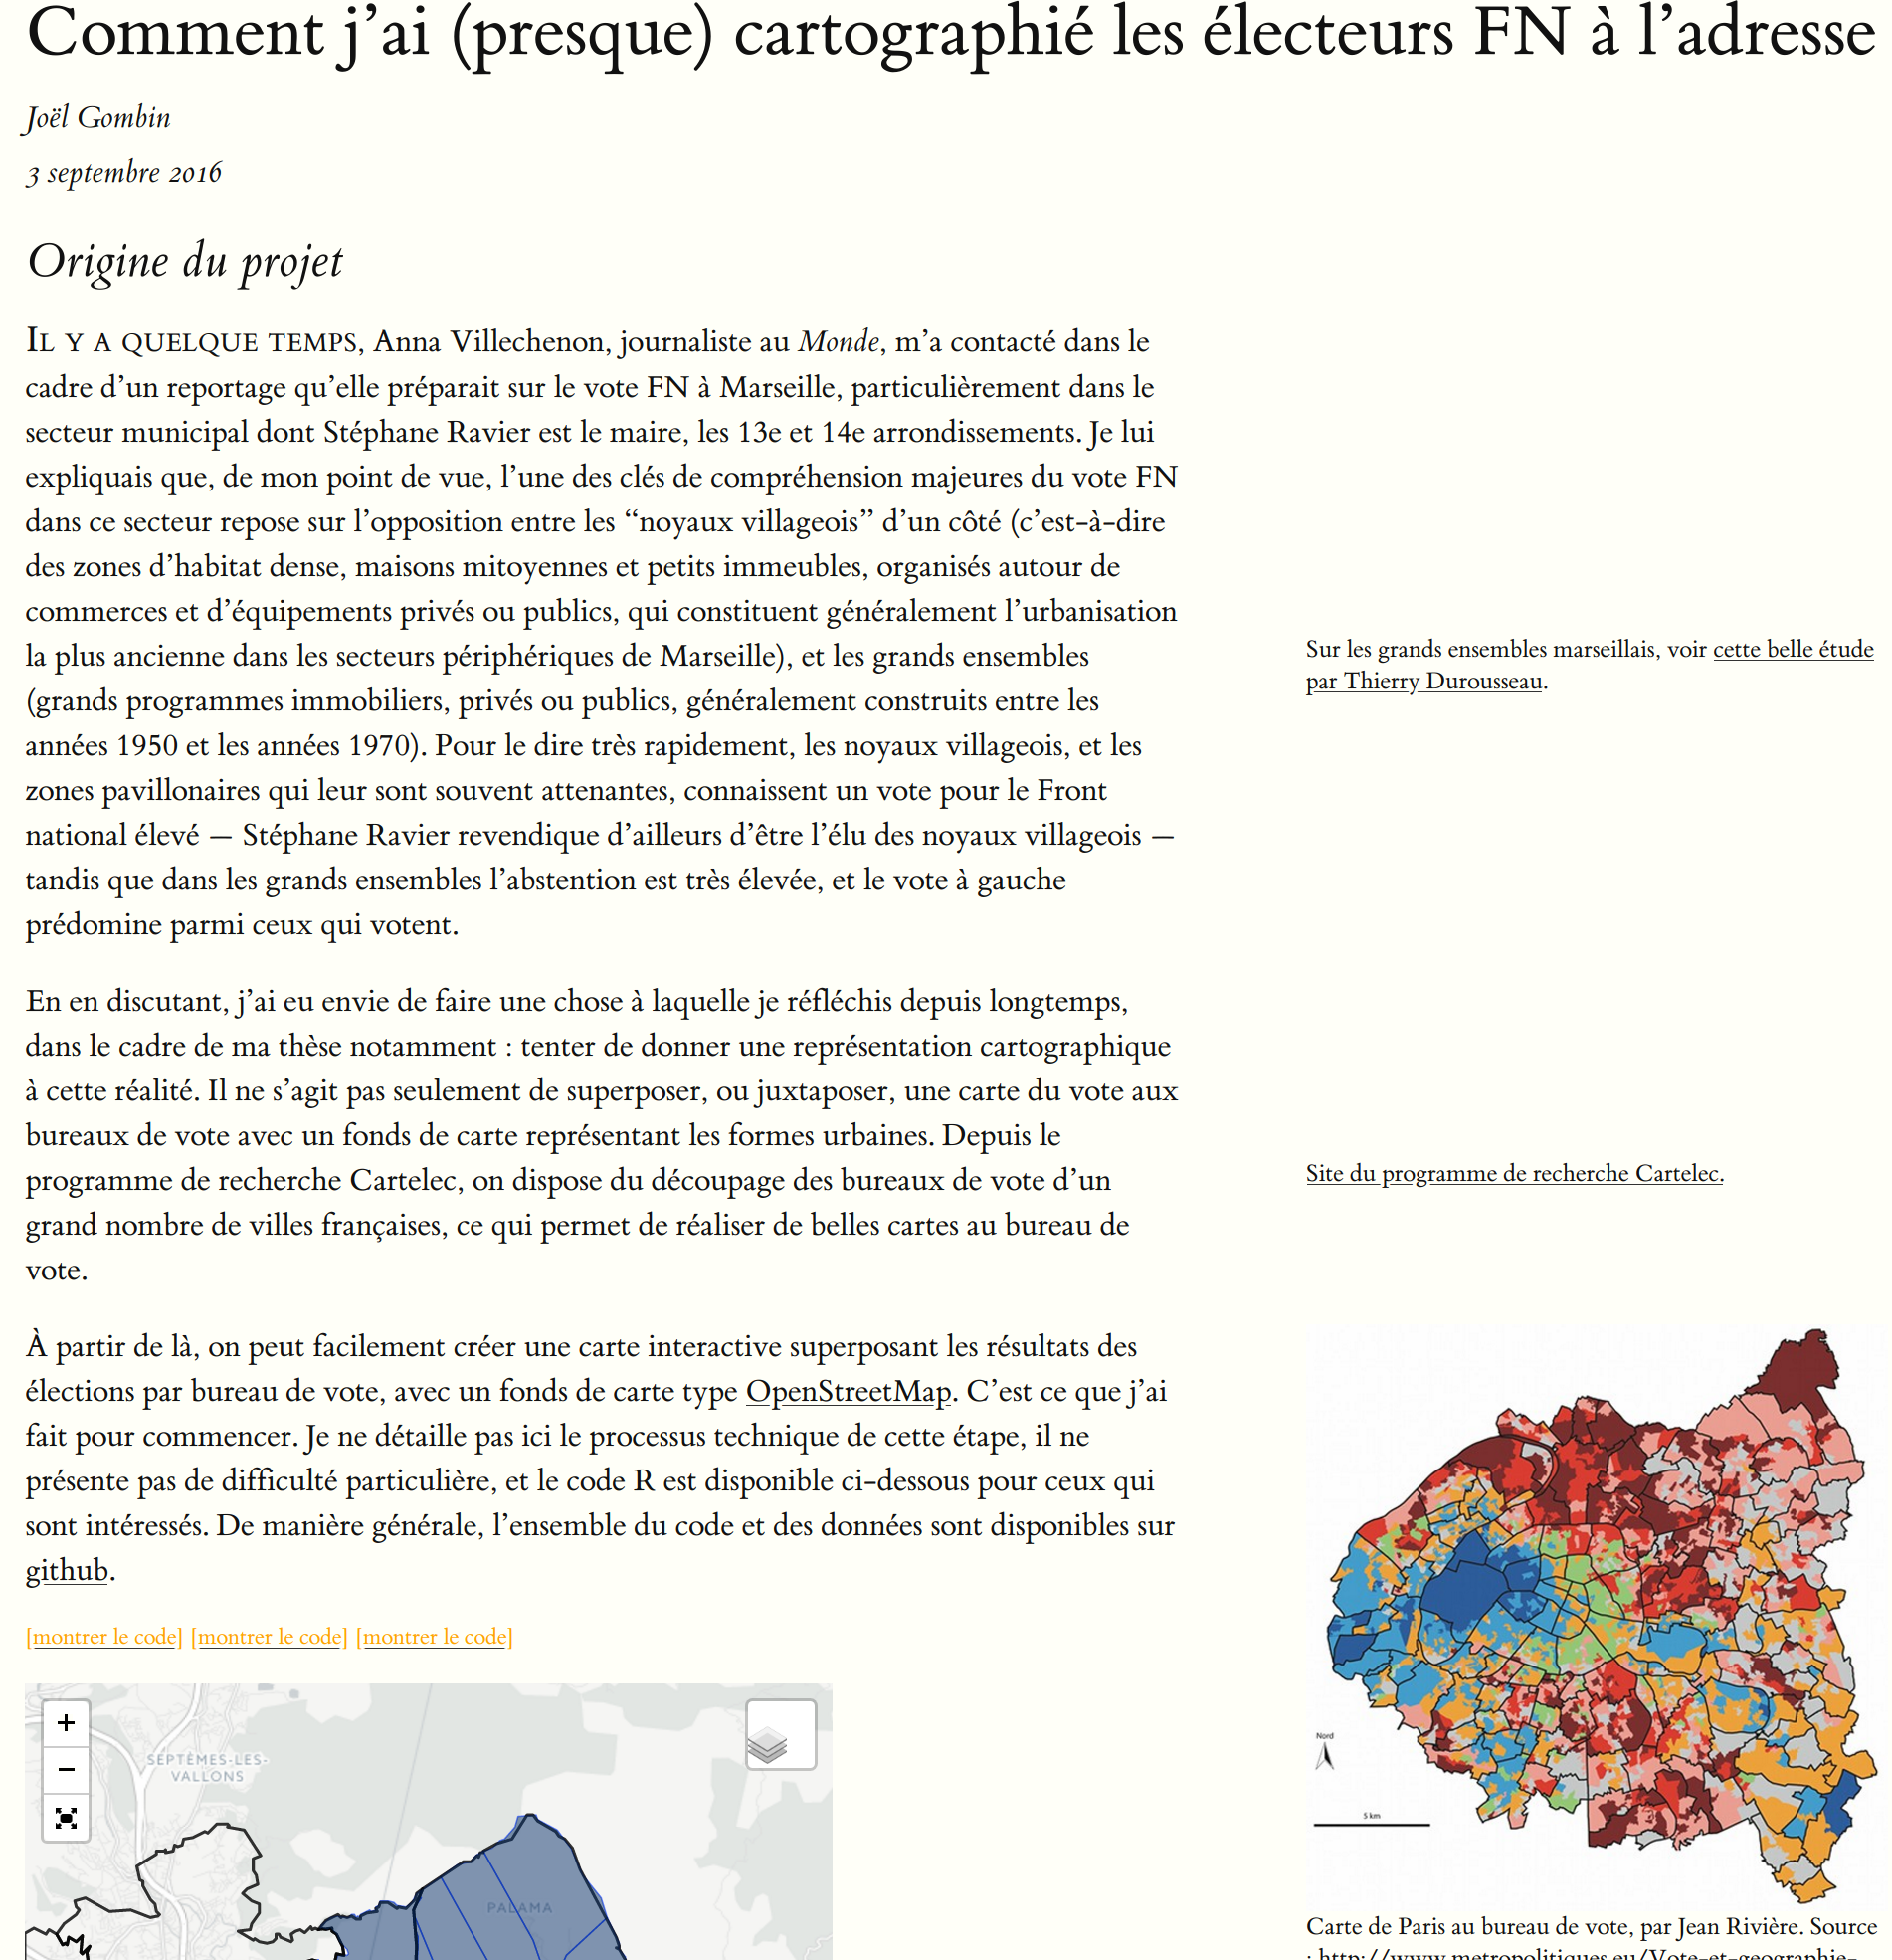 Comment j’ai (presque) cartographié les électeurs FN à l’adresse
Joël Gombin
3 septembre 2016
Origine du projet
IL Y A QUELQUE TEMPS, Anna Villechenon, journaliste au Monde, m’a contacté dans le
cadre d’un reportage qu’elle préparait sur le vote FN à Marseille, particulièrement dans le
secteur municipal dont Stéphane Ravier est le maire, les 13e et 14e arrondissements. Je lui
expliquais que, de mon point de vue, l’une des clés de compréhension majeures du vote FN
dans ce secteur repose sur l’opposition entre les “noyaux villageois” d’un côté (c’est-à-dire
des zones d’habitat dense, maisons mitoyennes et petits immeubles, organisés autour de
commerces et d’équipements privés ou publics, qui constituent généralement l’urbanisation
la plus ancienne dans les secteurs périphériques de Marseille), et les grands ensembles
(grands programmes immobiliers, privés ou publics, généralement construits entre les
années 1950 et les années 1970). Pour le dire très rapidement, les noyaux villageois, et les
zones pavillonaires qui leur sont souvent attenantes, connaissent un vote pour le Front
national élevé — Stéphane Ravier revendique d’ailleurs d’être l’élu des noyaux villageois —
tandis que dans les grands ensembles l’abstention est très élevée, et le vote à gauche
prédomine parmi ceux qui votent.
Sur les grands ensembles marseillais, voir cette belle étude
par Thierry Durousseau.
En en discutant, j’ai eu envie de faire une chose à laquelle je réfléchis depuis longtemps,
dans le cadre de ma thèse notamment : tenter de donner une représentation cartographique
à cette réalité. Il ne s’agit pas seulement de superposer, ou juxtaposer, une carte du vote aux
bureaux de vote avec un fonds de carte représentant les formes urbaines. Depuis le
programme de recherche Cartelec, on dispose du découpage des bureaux de vote d’un
grand nombre de villes françaises, ce qui permet de réaliser de belles cartes au bureau de
vote.
Site du programme de recherche Cartelec.
À partir de là, on peut facilement créer une carte interactive superposant les résultats des
élections par bureau de vote, avec un fonds de carte type OpenStreetMap. C’est ce que j’ai
fait pour commencer. Je ne détaille pas ici le processus technique de cette étape, il ne
présente pas de difficulté particulière, et le code R est disponible ci-dessous pour ceux qui
sont intéressés. De manière générale, l’ensemble du code et des données sont disponibles sur
github.
[montrer le code] [montrer le code] [montrer le code]
+
−
SEPTÈMES-LES-
VALLONS
PALAMA
Nord
5 km
Carte de Paris au bureau de vote, par Jean Rivière. Source
: http://www.metropolitiques.eu/Vote-et-geographie-